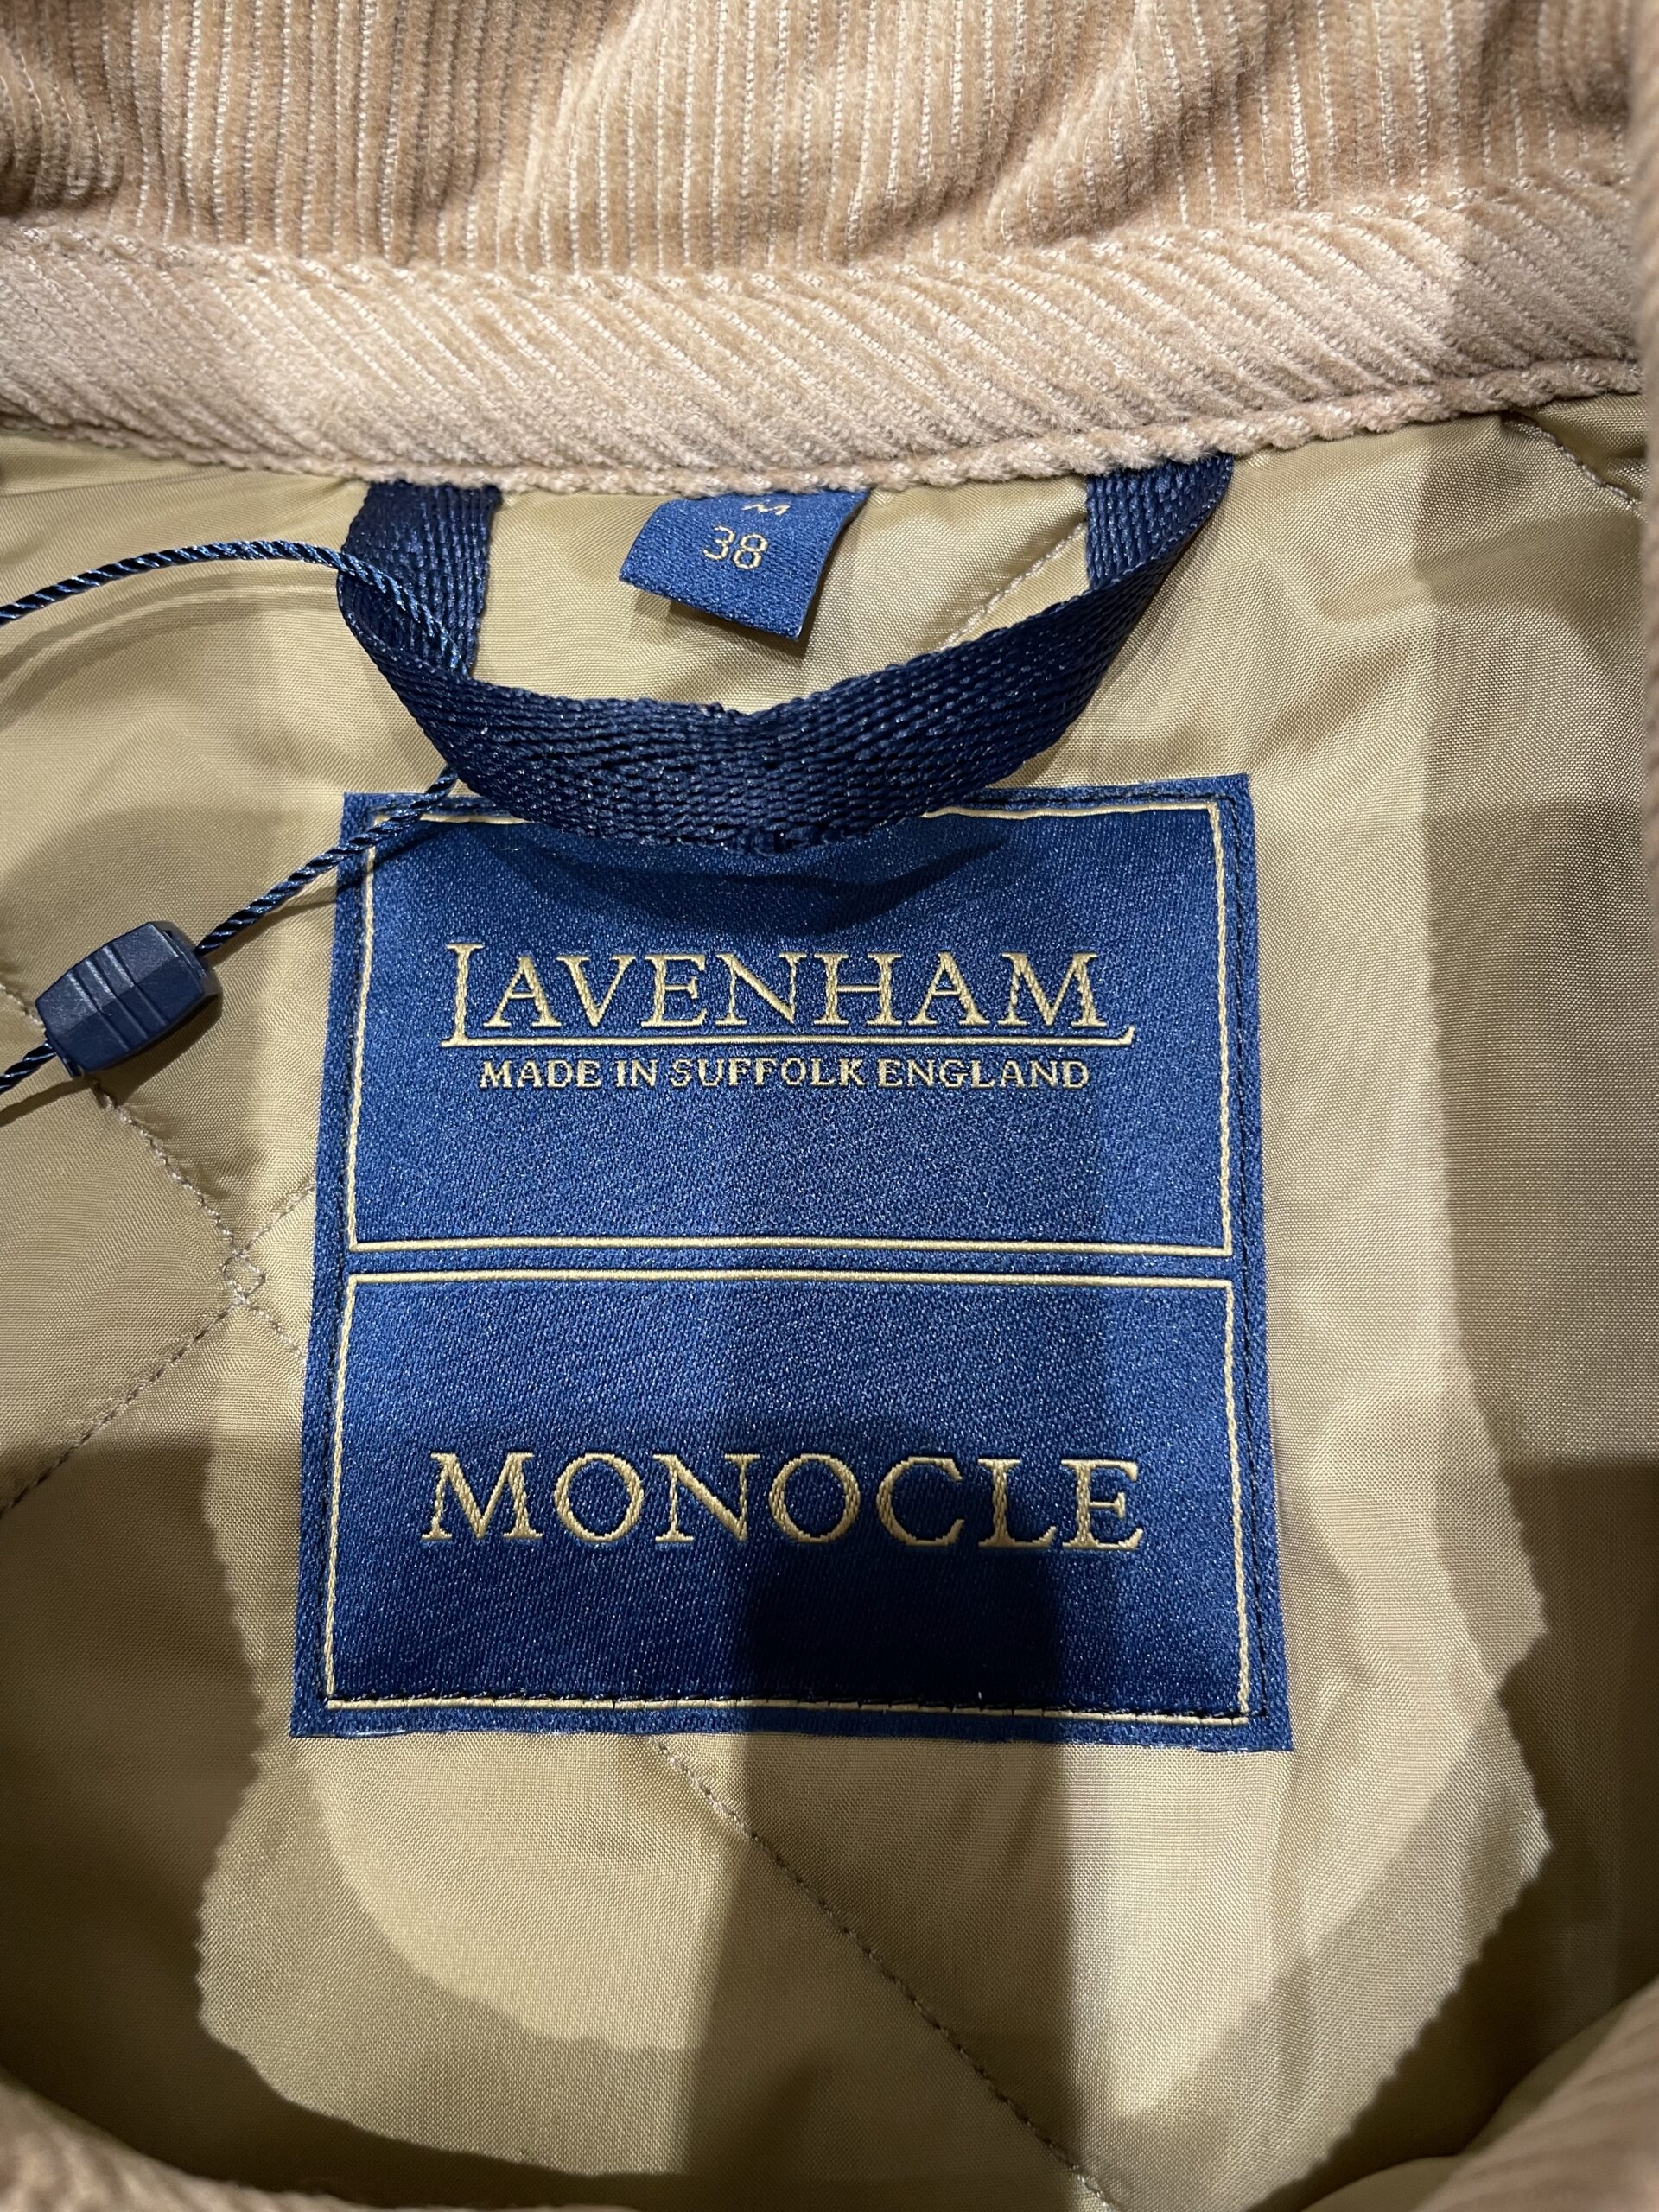 M
38
LAVENHAM
MADE IN SUFFOLK ENGLAND
MONOCLE